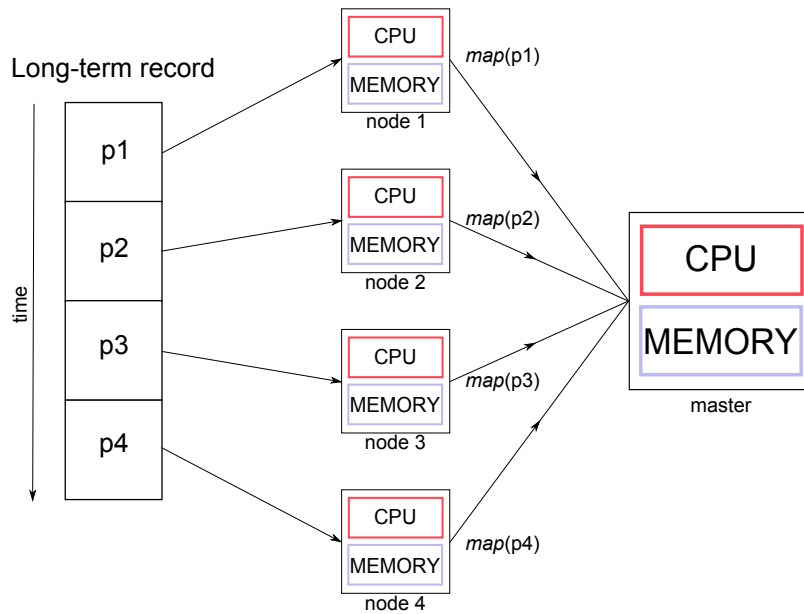 Long-term record
time
p1
p2
p3
p4
CPU
MEMORY
node 1
CPU
MEMORY
node 2
CPU
MEMORY
node 3
CPU
MEMORY
node 4
map(p1)
map(p2)
map(p3)
map(p4)
CPU
MEMORY
master